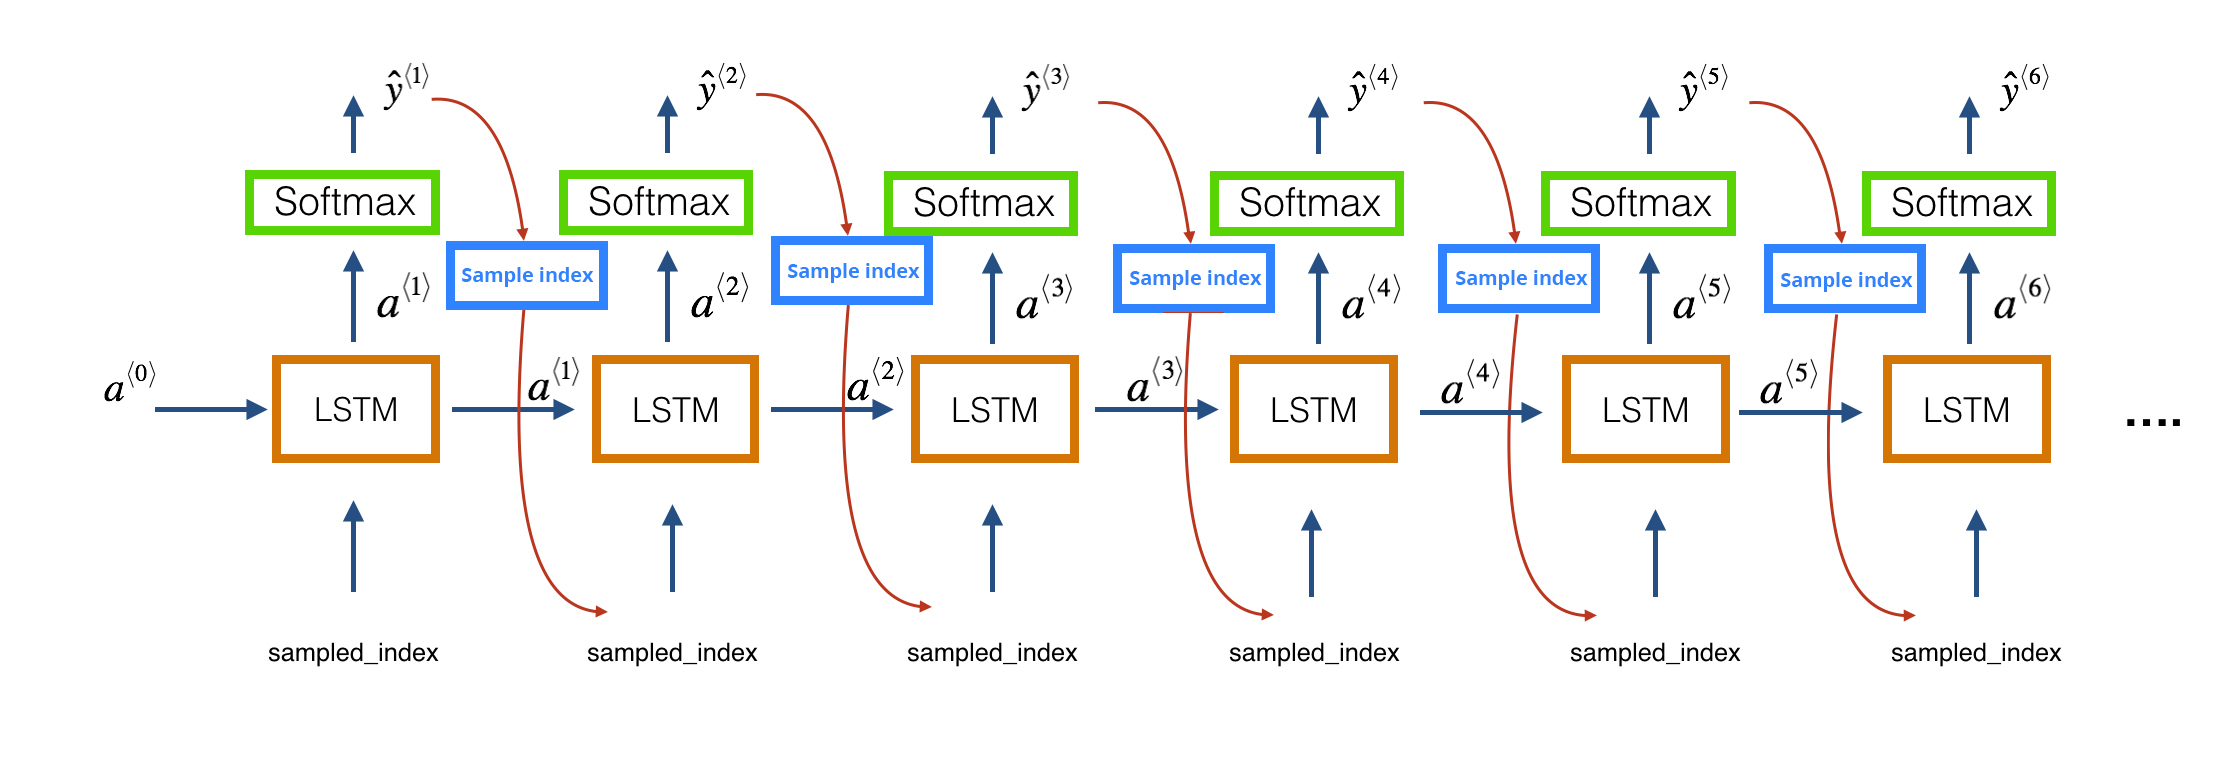 ŷ⟨1⟩ ŷ⟨2⟩ ŷ⟨3⟩ ŷ⟨4⟩ ŷ⟨5⟩ ŷ⟨6⟩
Softmax Softmax Softmax Softmax Softmax Softmax
Sample index Sample index Sample index Sample index Sample index
a⟨1⟩ a⟨2⟩ a⟨3⟩ a⟨4⟩ a⟨5⟩ a⟨6⟩
a⟨0⟩ a⟨1⟩ a⟨2⟩ a⟨3⟩ a⟨4⟩ a⟨5⟩
LSTM LSTM LSTM LSTM LSTM LSTM ....
sampled_index sampled_index sampled_index sampled_index sampled_index sampled_index